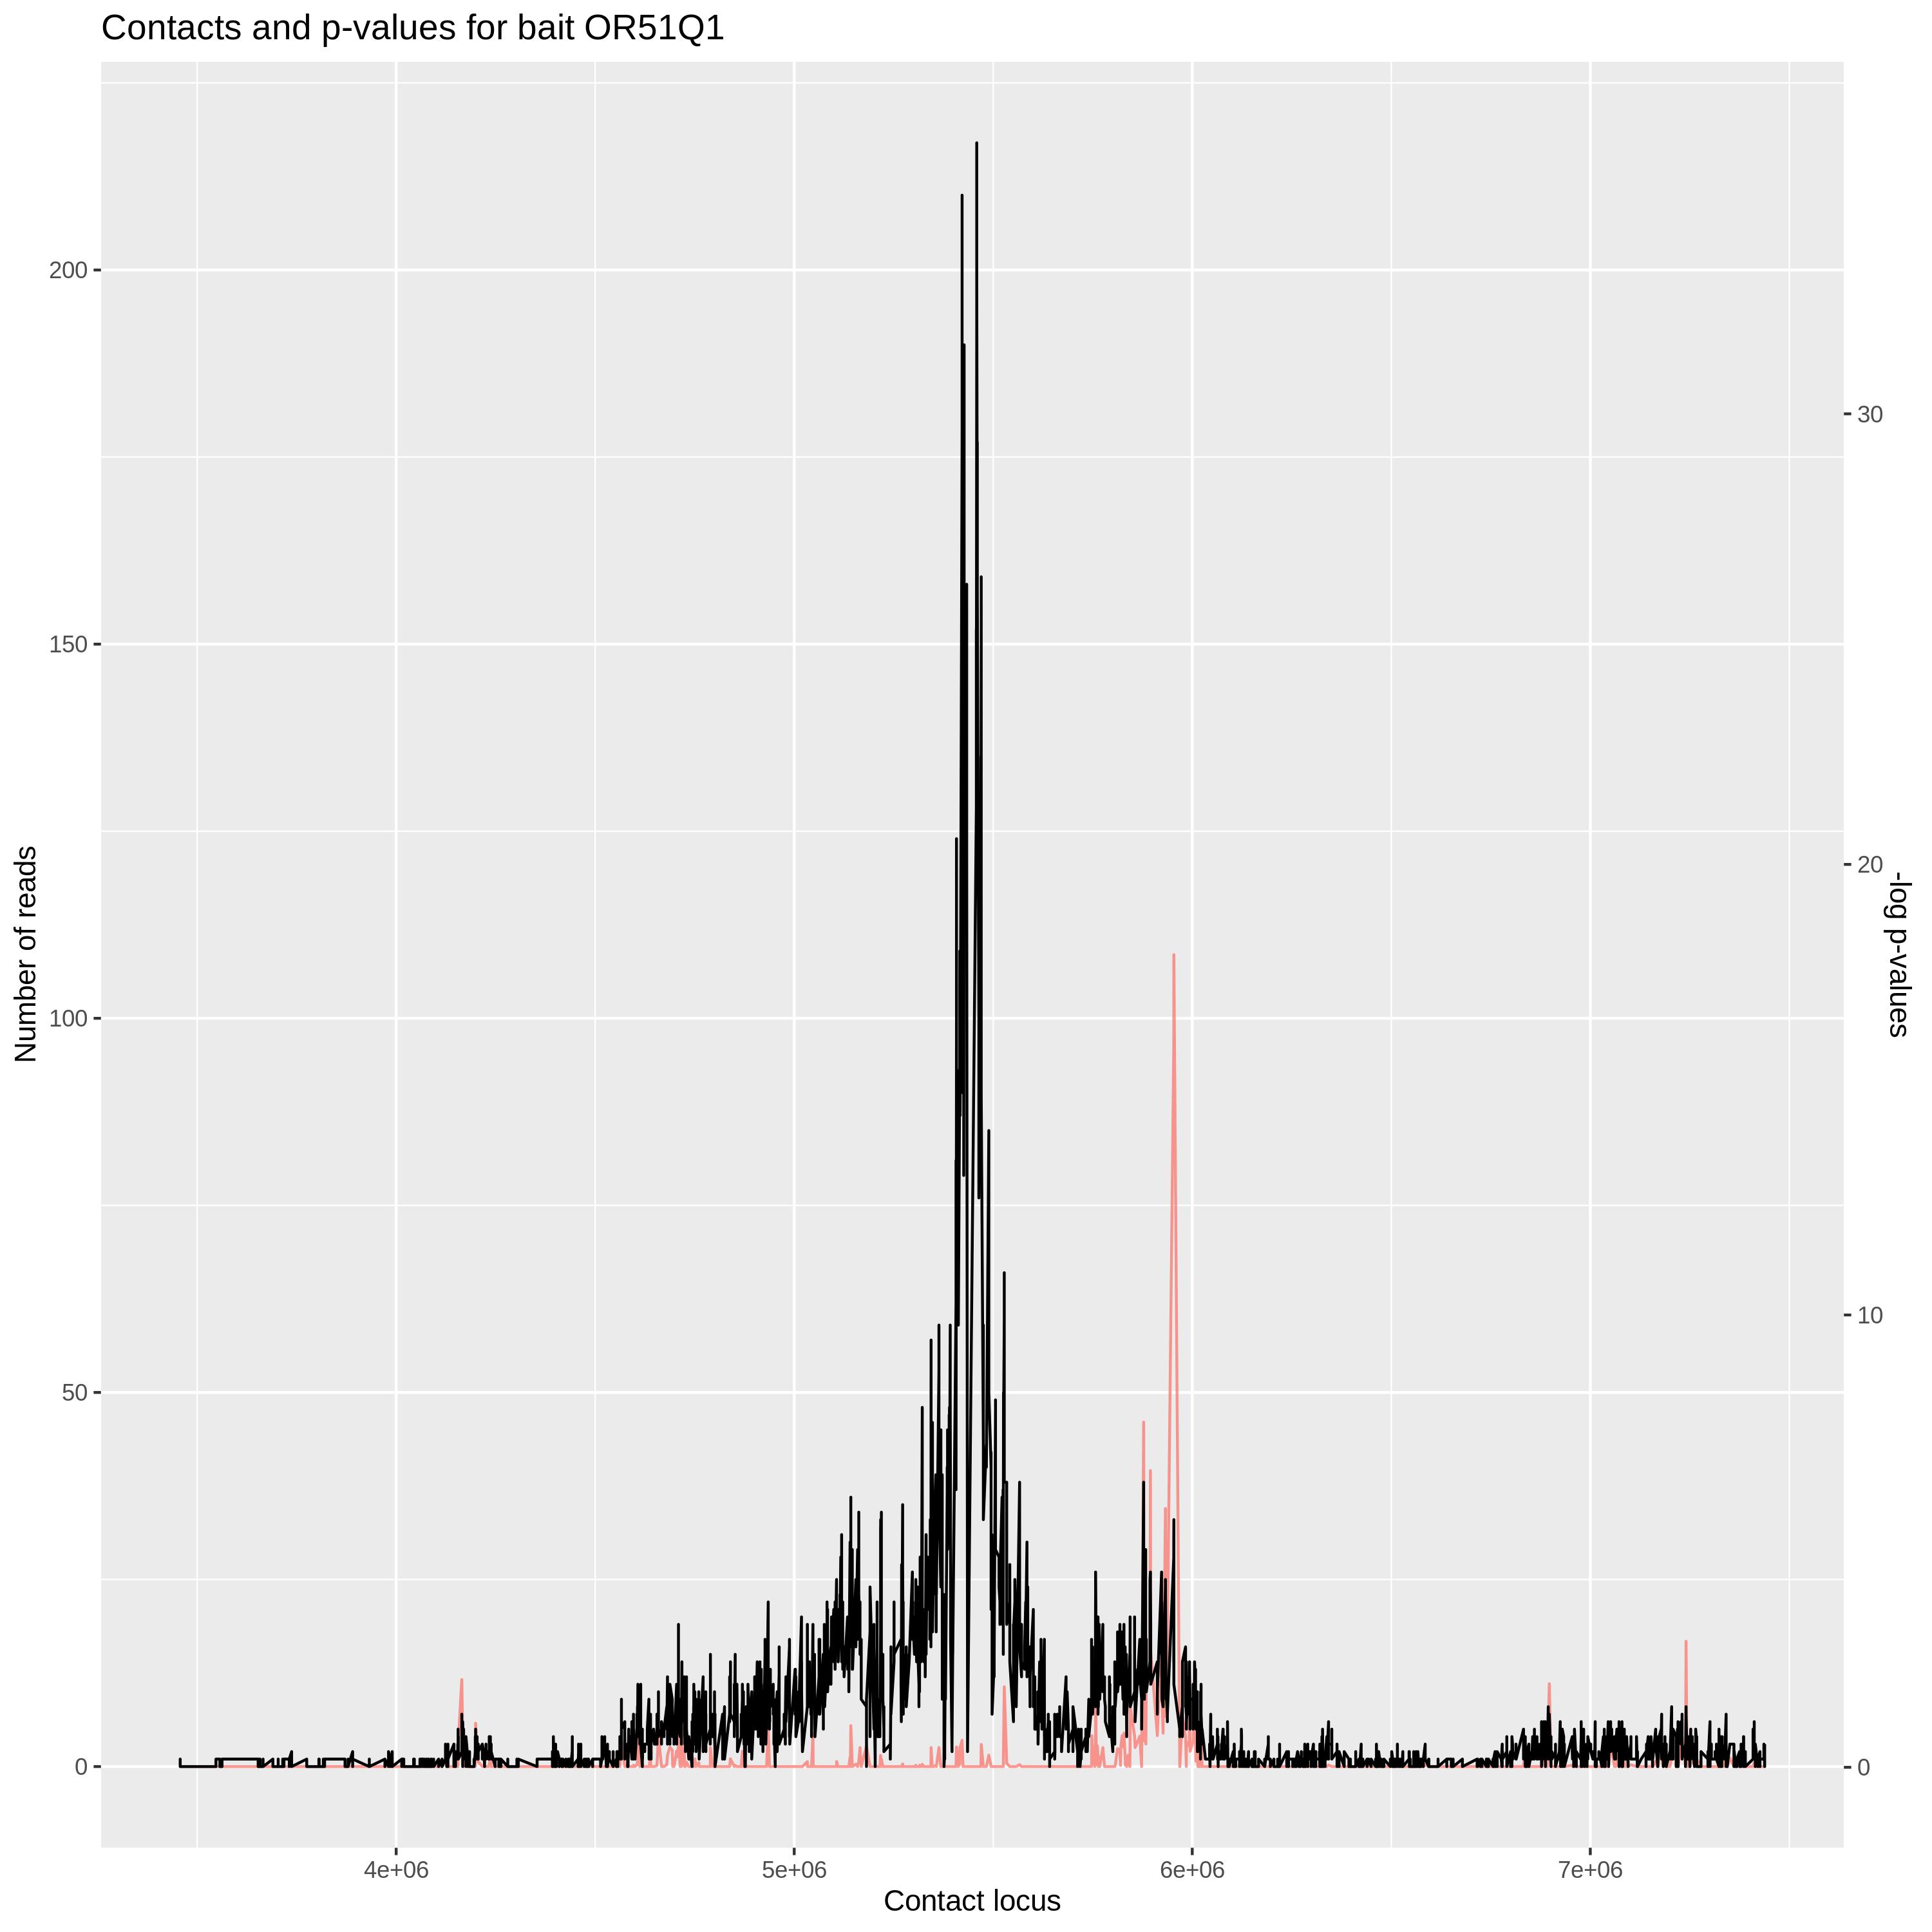 Contacts and p-values for bait OR51Q1
Number of reads
200
150
100
50
0
30
20
10
0
-log p-values
4e+06 5e+06 6e+06 7e+06
Contact locus